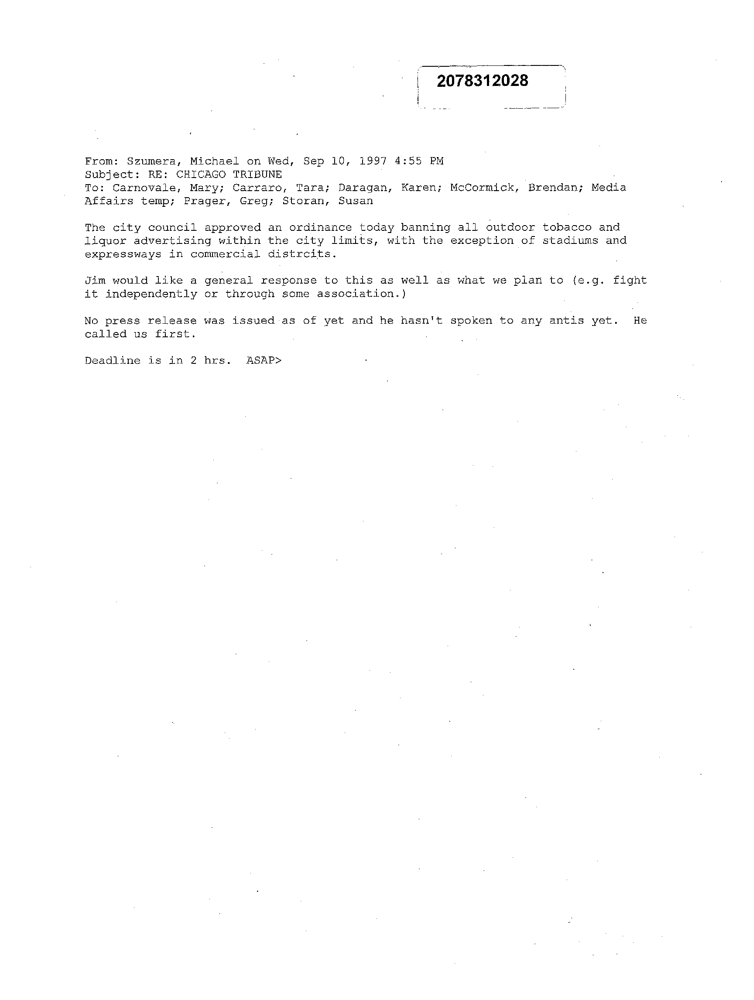 2078312028
From: Szumera, Michael on Wed, Sep 10, 1997 4:55 PM
Subject: RE: CHICAGO TRIBUNE
To: Carnovale, Mary; Carraro, Tara; Daragan, Karen; McCormick, Brendan; Media
Affairs temp; Prager, Greg; Storan, Susan
The city council approved an ordinance today banning all outdoor tobacco and
liquor advertising within the city limits, with the exception of stadiums and
expressways in commercial distrcits.
Jim would like a general response to this as well as what we plan to (e.g. fight
it independently or through some association.)
No press release was issued as of yet and he hasn't spoken to any antis yet.  He
called us first.
Deadline is in 2 hrs.  ASAP>